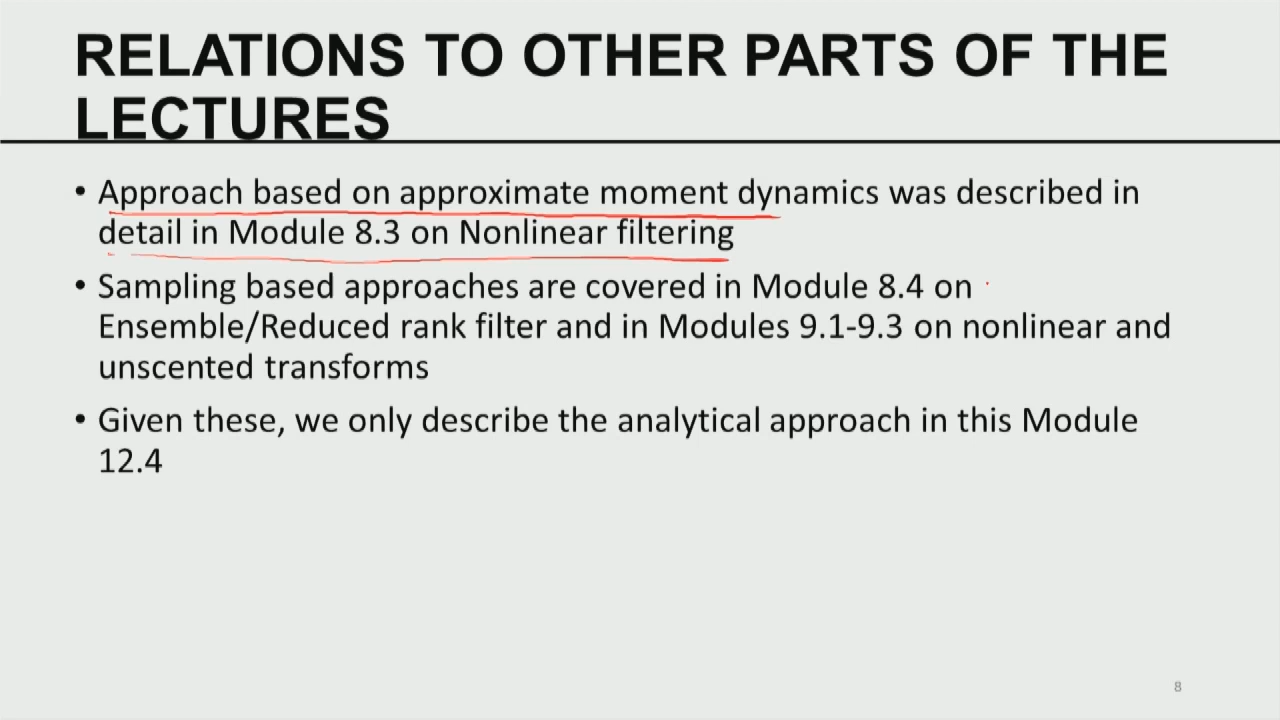 RELATIONS TO OTHER PARTS OF THE
LECTURES
• Approach based on approximate moment dynamics was described in
detail in Module 8.3 on Nonlinear filtering
• Sampling based approaches are covered in Module 8.4 on
Ensemble/Reduced rank filter and in Modules 9.1-9.3 on nonlinear and
unscented transforms
• Given these, we only describe the analytical approach in this Module
12.4
8